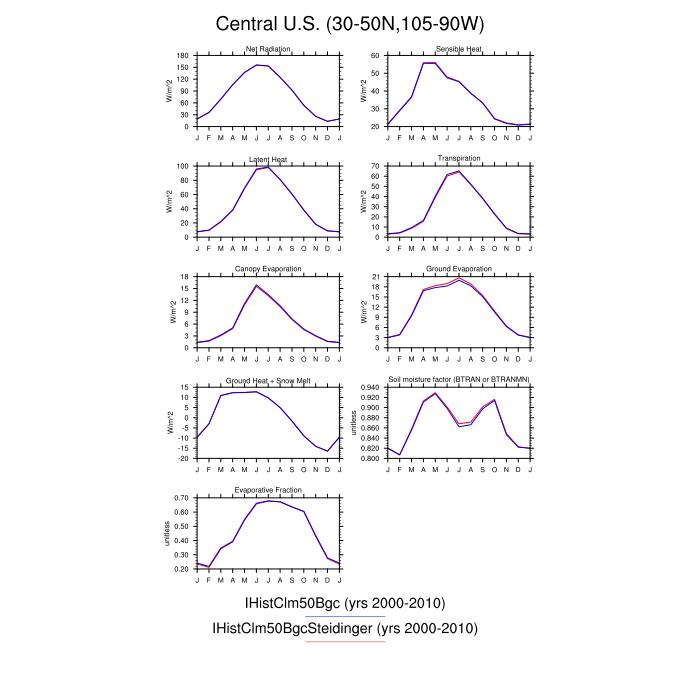 Central U.S. (30-50N,105-90W)
Net Radiation
Sensible Heat
W/m^2
180
150
120
90
60
30
0
J F M A M J J A S O N D J
W/m^2
60
50
40
30
20
J F M A M J J A S O N D J
Latent Heat
Transpiration
W/m^2
100
80
60
40
20
0
J F M A M J J A S O N D J
W/m^2
70
60
50
40
30
20
10
0
J F M A M J J A S O N D J
Canopy Evaporation
Ground Evaporation
W/m^2
18
15
12
9
6
3
0
J F M A M J J A S O N D J
W/m^2
21
18
15
12
9
6
3
0
J F M A M J J A S O N D J
Ground Heat + Snow Melt
Soil moisture factor (BTRAN or BTRANMN)
W/m^2
15
10
5
0
-5
-10
-15
-20
J F M A M J J A S O N D J
unitless
0.940
0.920
0.900
0.880
0.860
0.840
0.820
0.800
J F M A M J J A S O N D J
Evaporative Fraction
unitless
0.70
0.60
0.50
0.40
0.30
0.20
J F M A M J J A S O N D J
IHistClm50Bgc (yrs 2000-2010)
IHistClm50BgcSteidinger (yrs 2000-2010)